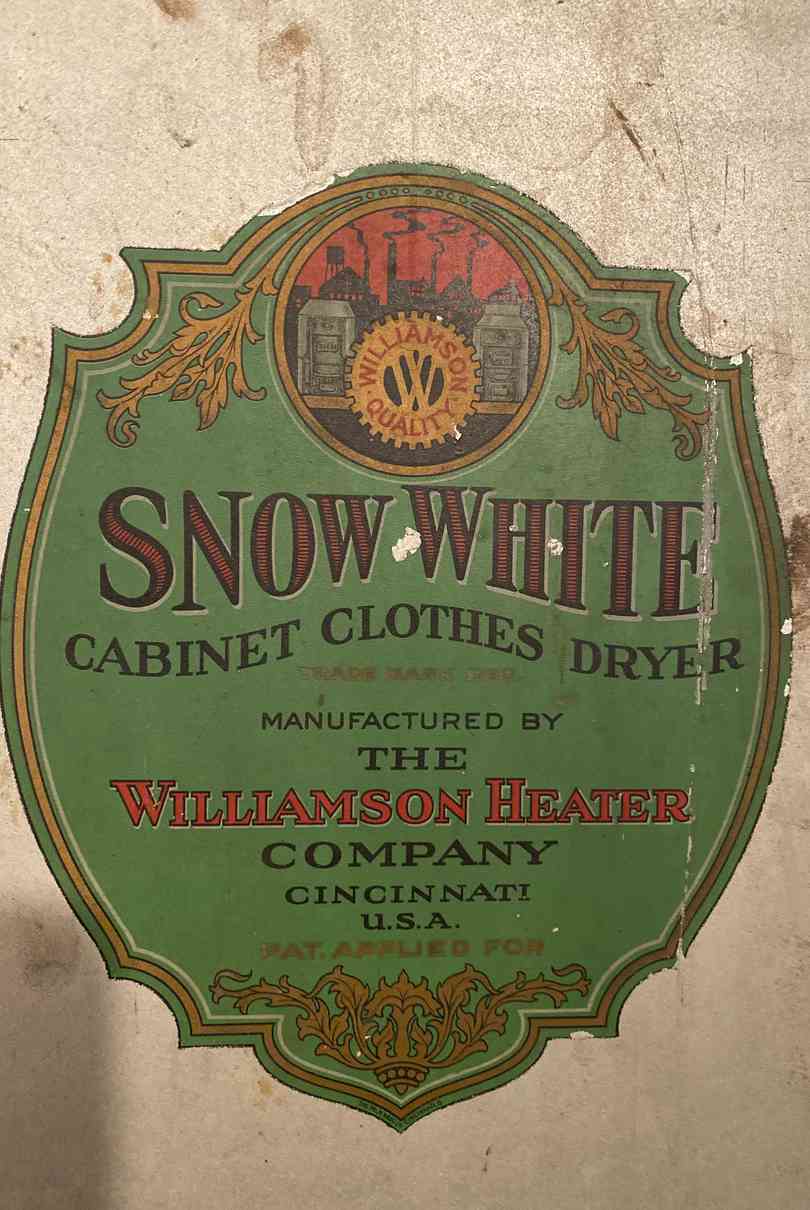 WILLIAMSON
W
QUALITY
SNOW WHITE
CABINET CLOTHES DRYER
TRADE MARK REG.
MANUFACTURED BY
THE
WILLIAMSON HEATER
COMPANY
CINCINNATI
U.S.A.
PAT. APPLIED FOR